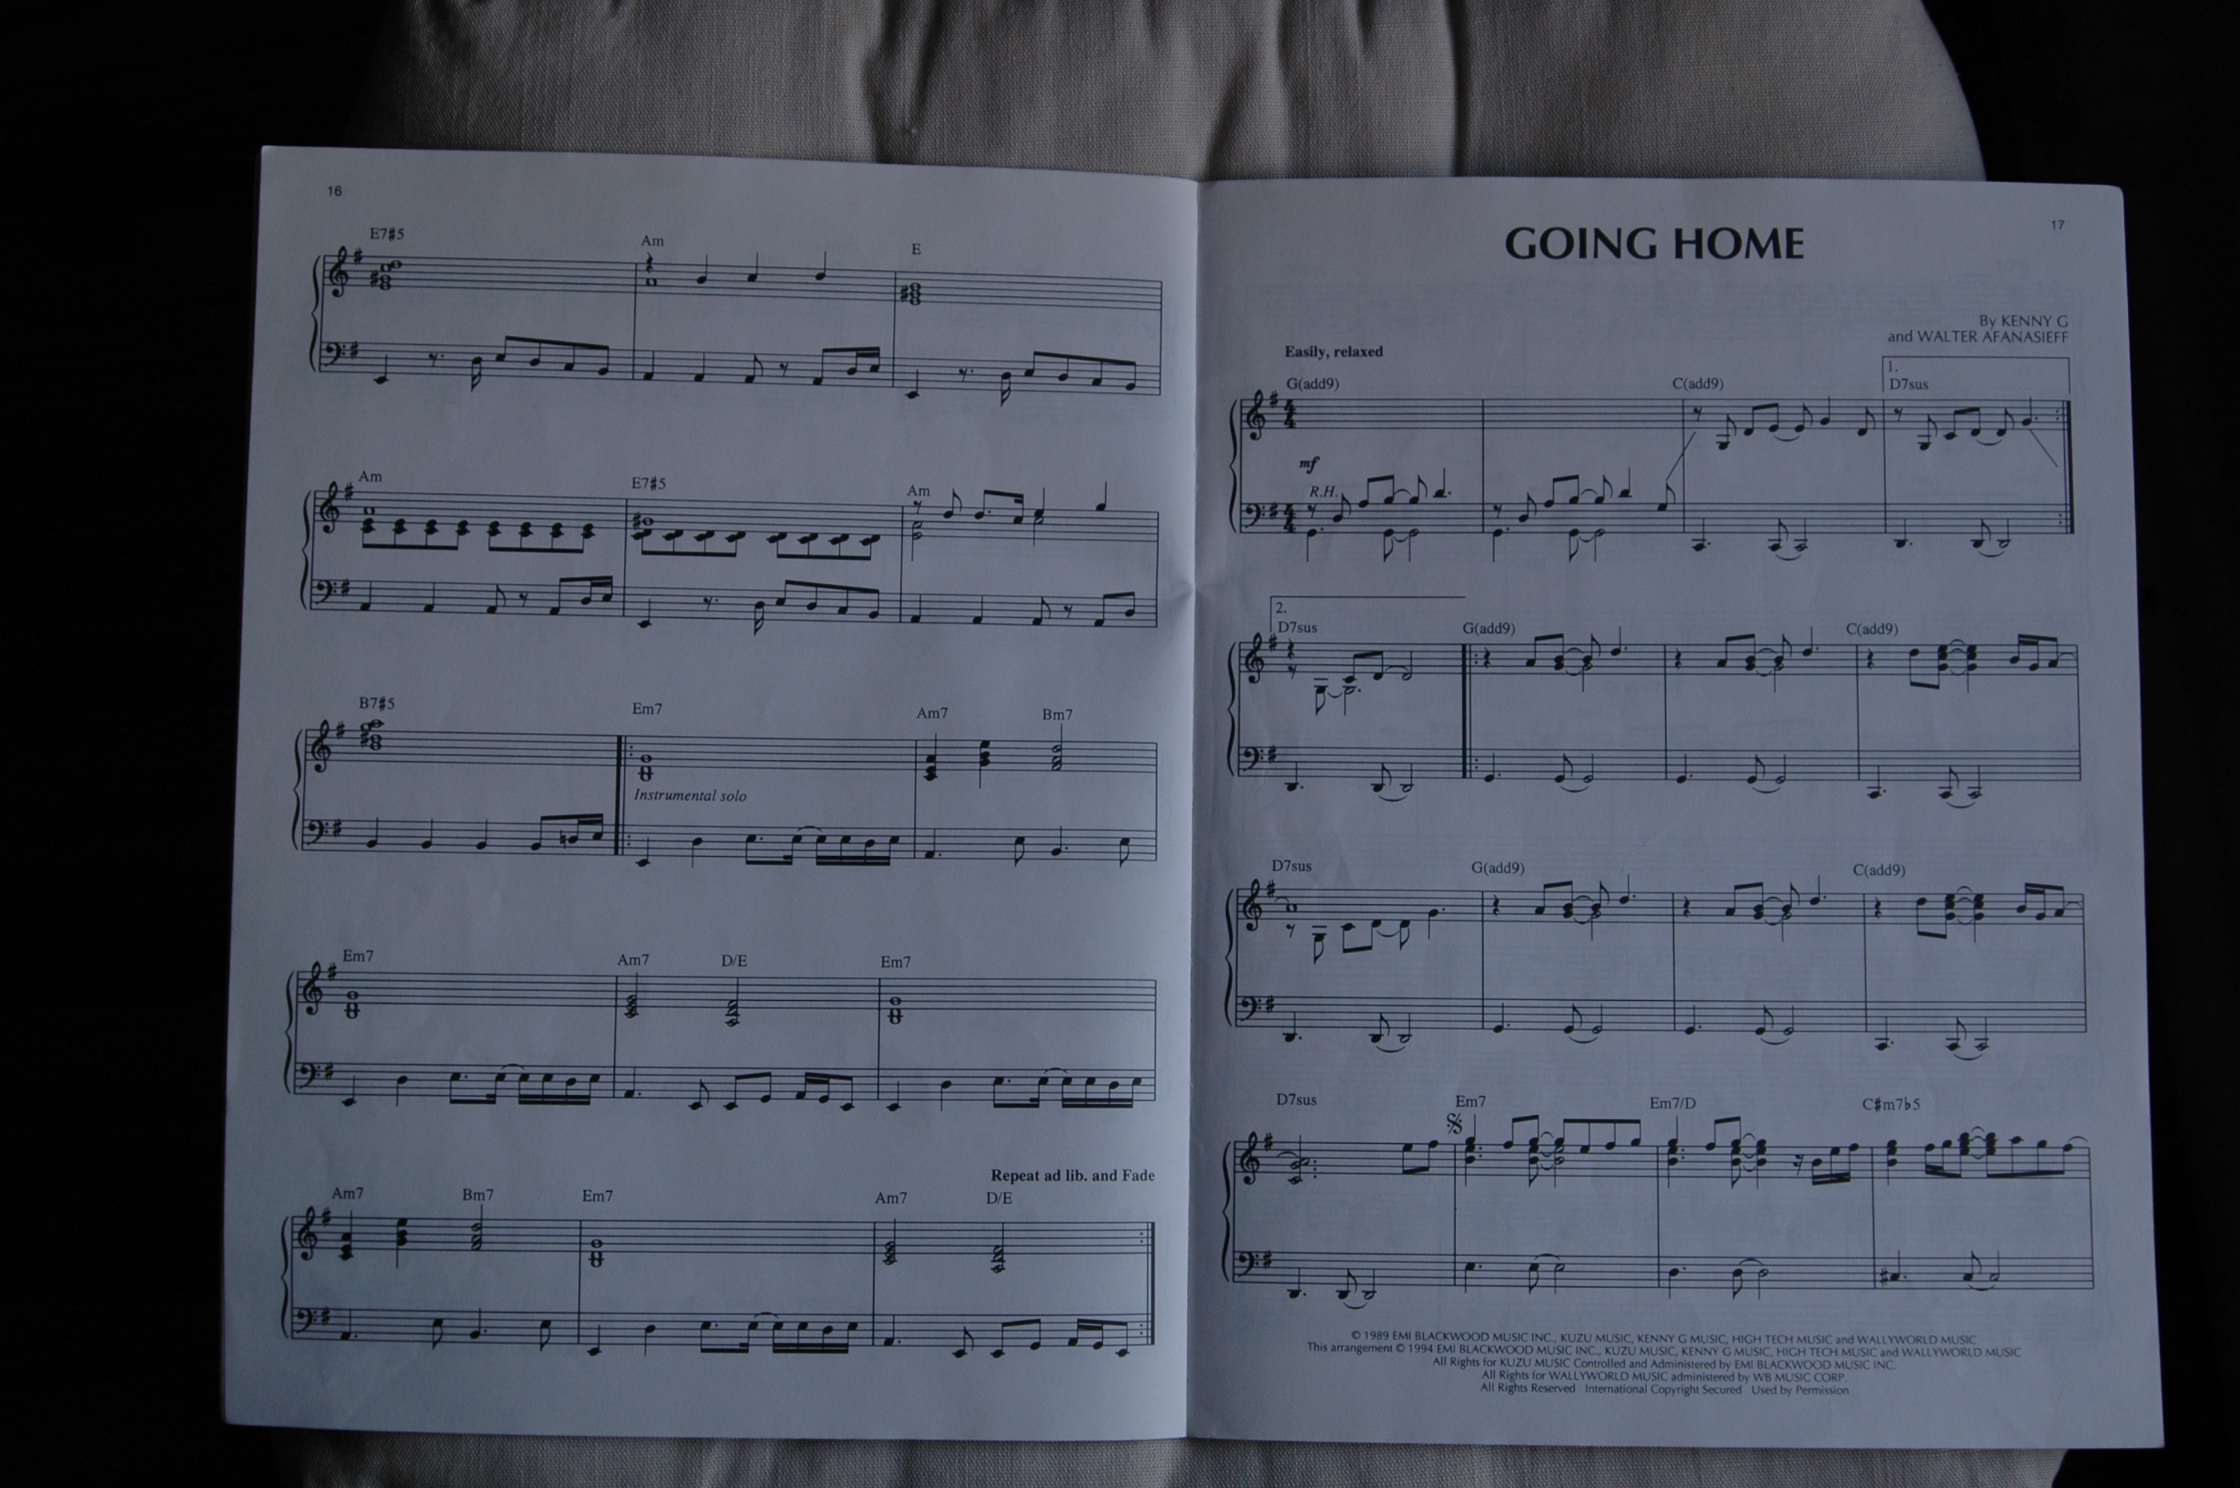 16
E7#5 Am E
Am E7#5 Am
B7#5 Em7 Am7 Bm7
Instrumental solo
Em7 Am7 D/E Em7
Repeat ad lib. and Fade
Am7 Bm7 Em7 Am7 D/E
17
GOING HOME
By KENNY G
and WALTER AFANASIEFF
Easily, relaxed
1.
G(add9) C(add9) D7sus
mf
R.H.
2.
D7sus G(add9) C(add9)
D7sus G(add9) C(add9)
D7sus Em7 Em7/D C#m7♭5
© 1989 EMI BLACKWOOD MUSIC INC., KUZU MUSIC, KENNY G MUSIC, HIGH TECH MUSIC and WALLYWORLD MUSIC
This arrangement © 1994 EMI BLACKWOOD MUSIC INC., KUZU MUSIC, KENNY G MUSIC, HIGH TECH MUSIC and WALLYWORLD MUSIC
All Rights for KUZU MUSIC Controlled and Administered by EMI BLACKWOOD MUSIC INC.
All Rights for WALLYWORLD MUSIC administered by WB MUSIC CORP.
All Rights Reserved International Copyright Secured Used by Permission